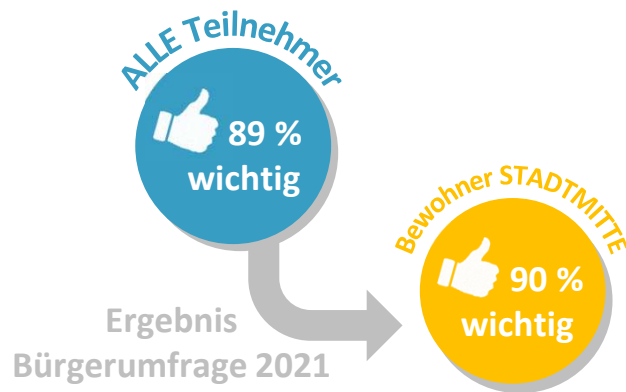 ALLE Teilnehmer
89 %
wichtig
Bewohner STADTMITTE
90 %
wichtig
Ergebnis
Bürgerumfrage 2021